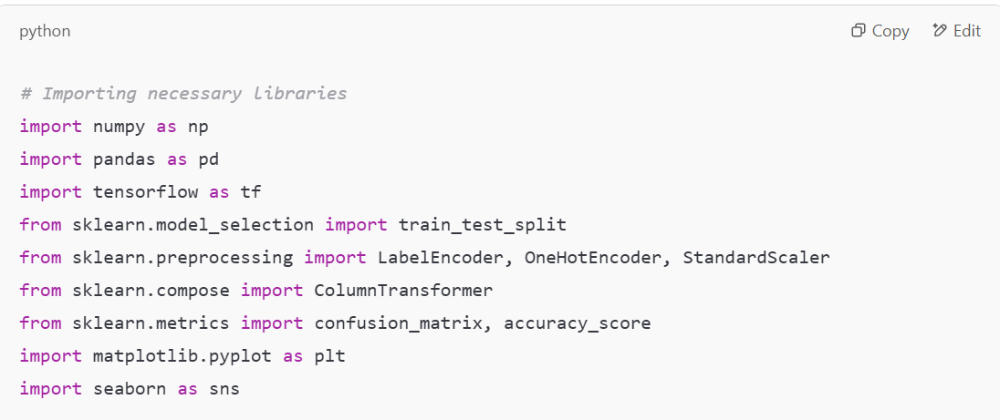 python
Copy
Edit
# Importing necessary libraries
import numpy as np
import pandas as pd
import tensorflow as tf
from sklearn.model_selection import train_test_split
from sklearn.preprocessing import LabelEncoder, OneHotEncoder, StandardScaler
from sklearn.compose import ColumnTransformer
from sklearn.metrics import confusion_matrix, accuracy_score
import matplotlib.pyplot as plt
import seaborn as sns